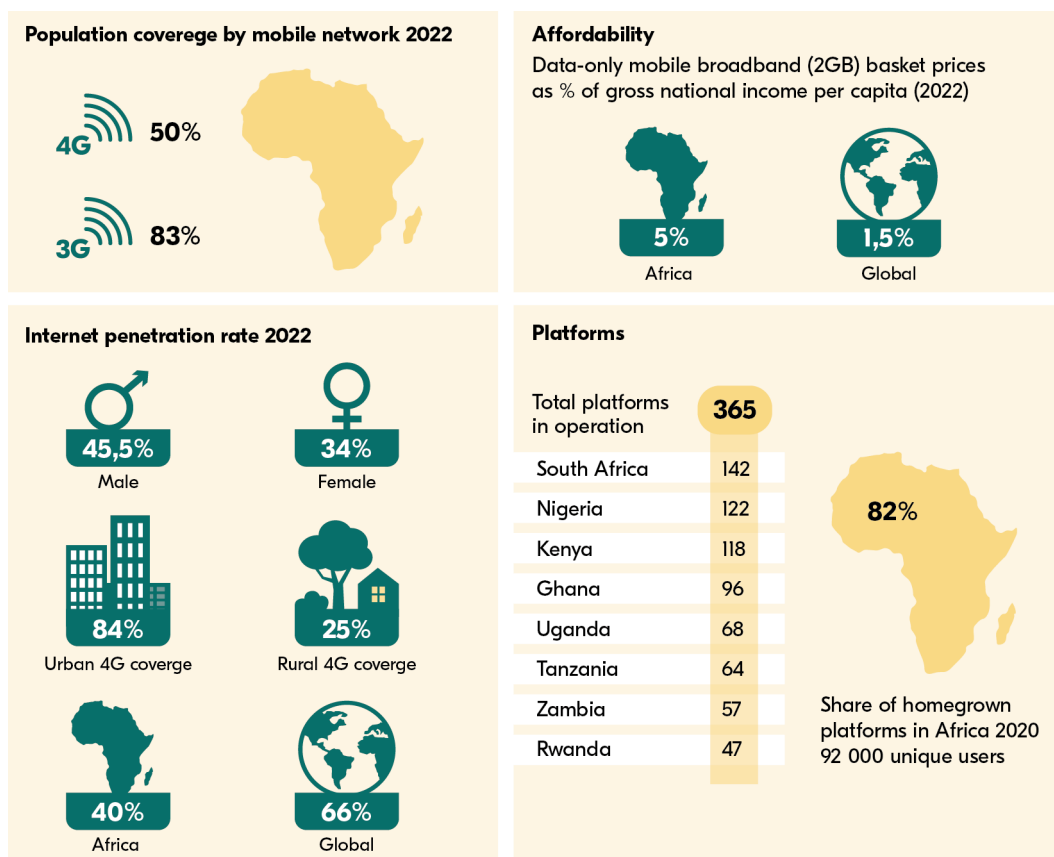 Population coverege by mobile network 2022
4G
50%
3G
83%
Affordability
Data-only mobile broadband (2GB) basket prices
as % of gross national income per capita (2022)
5%
Africa
1,5%
Global
Internet penetration rate 2022
45,5%
Male
34%
Female
84%
Urban 4G coverge
25%
Rural 4G coverge
40%
Africa
66%
Global
Platforms
Total platforms
in operation
365
South Africa 142
Nigeria 122
Kenya 118
Ghana 96
Uganda 68
Tanzania 64
Zambia 57
Rwanda 47
82%
Share of homegrown
platforms in Africa 2020
92 000 unique users